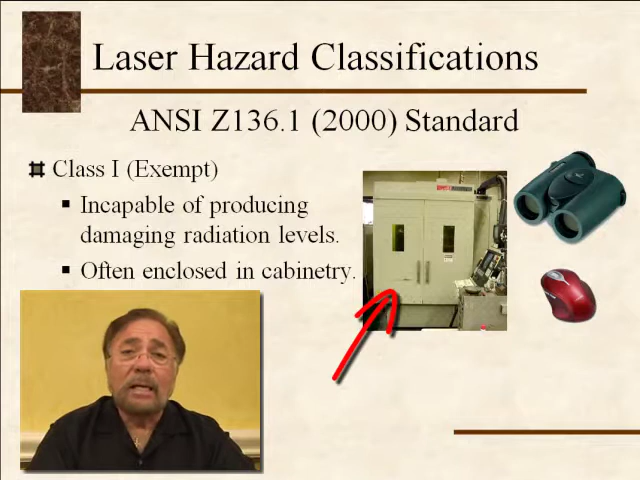 Laser Hazard Classifications
ANSI Z136.1 (2000) Standard
Class I (Exempt)
Incapable of producing
damaging radiation levels.
Often enclosed in cabinetry.